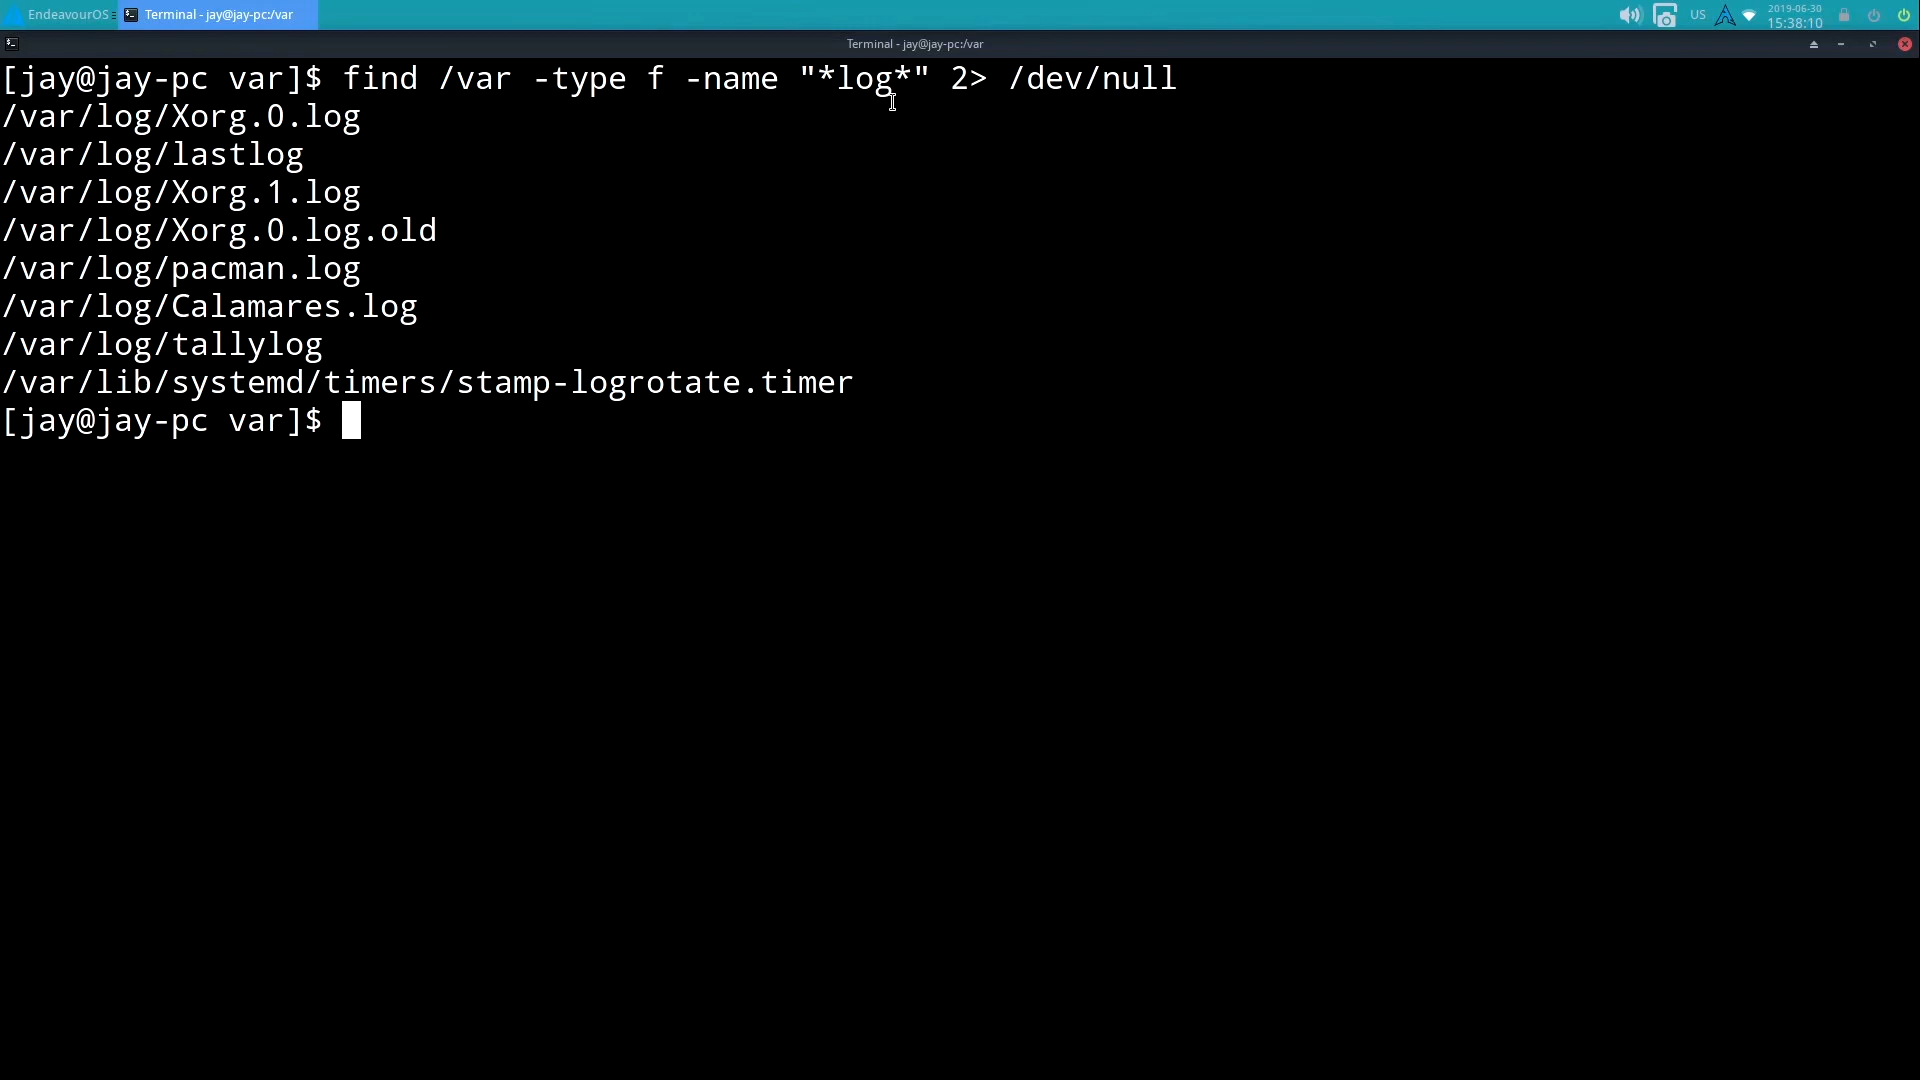 EndeavourOS
Terminal - jay@jay-pc:/var
US
2019-06-30
15:38:10
Terminal - jay@jay-pc:/var
[jay@jay-pc var]$ find /var -type f -name "*log*" 2> /dev/null
/var/log/Xorg.0.log
/var/log/lastlog
/var/log/Xorg.1.log
/var/log/Xorg.0.log.old
/var/log/pacman.log
/var/log/Calamares.log
/var/log/tallylog
/var/lib/systemd/timers/stamp-logrotate.timer
[jay@jay-pc var]$